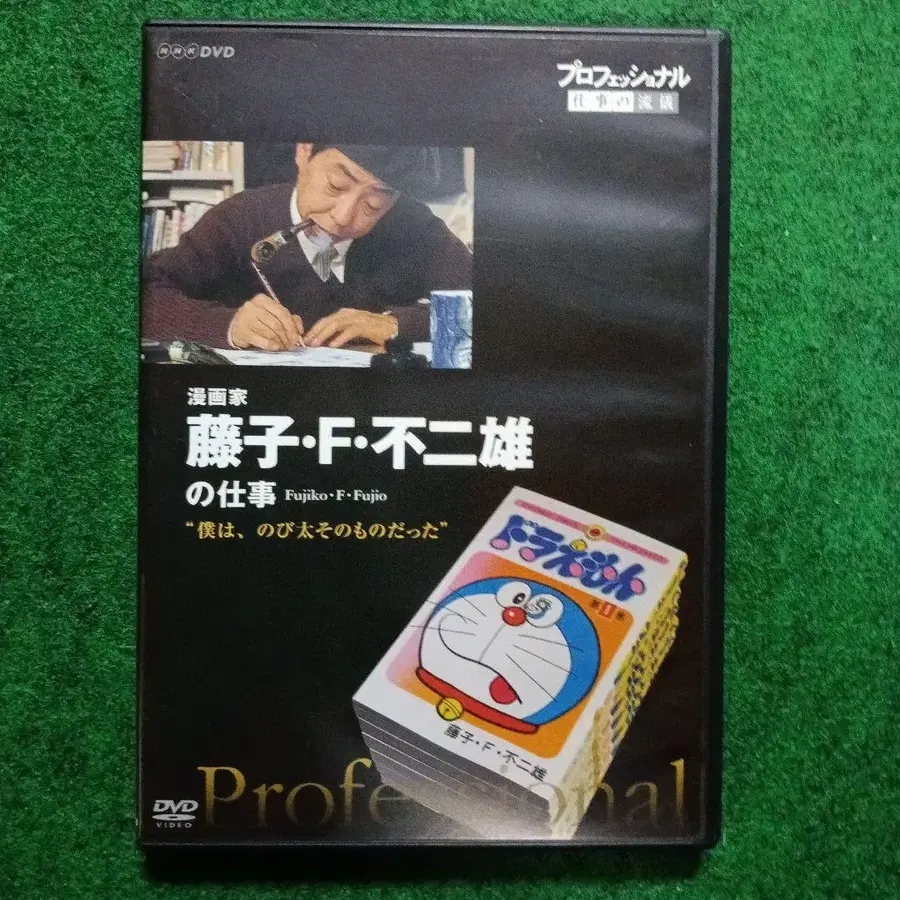 NHK DVD
プロフェッショナル
仕事の流儀
漫画家
藤子・F・不二雄
の仕事 Fujiko・F・Fujio
“僕は、のび太そのものだった”
ドラえもん
第1巻
藤子・F・不二雄
Professional
DVD
VIDEO